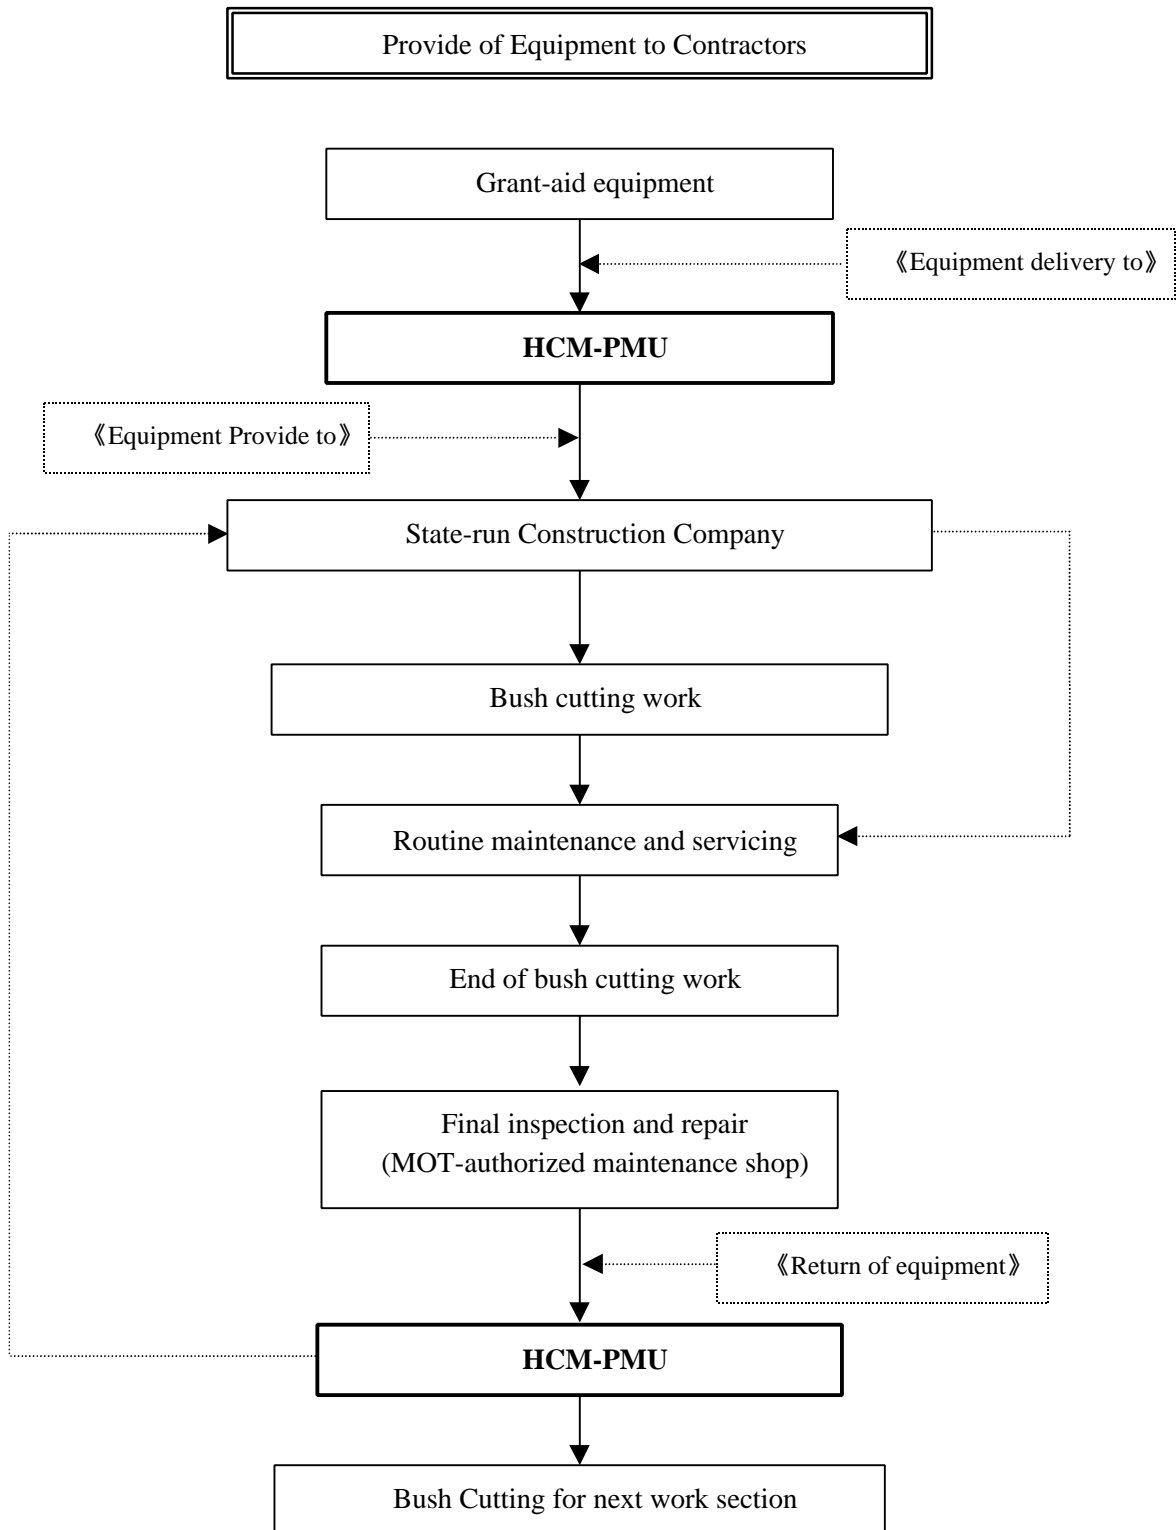 Provide of Equipment to Contractors
Grant-aid equipment
《Equipment delivery to》
HCM-PMU
《Equipment Provide to》
State-run Construction Company
Bush cutting work
Routine maintenance and servicing
End of bush cutting work
Final inspection and repair
(MOT-authorized maintenance shop)
《Return of equipment》
HCM-PMU
Bush Cutting for next work section